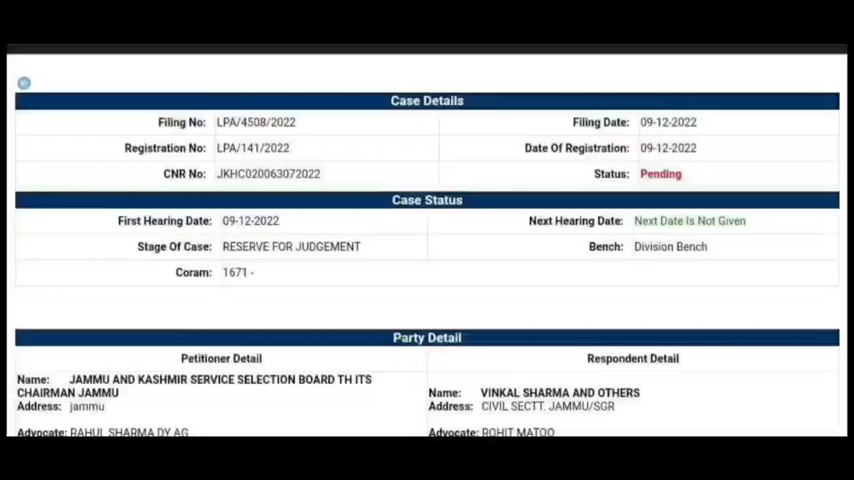 Case Details
Filing No: LPA/4508/2022 Filing Date: 09-12-2022
Registration No: LPA/141/2022 Date Of Registration: 09-12-2022
CNR No: JKHC020063072022 Status: Pending
Case Status
First Hearing Date: 09-12-2022 Next Hearing Date: Next Date Is Not Given
Stage Of Case: RESERVE FOR JUDGEMENT Bench: Division Bench
Coram: 1671 -
Party Detail
Petitioner Detail Respondent Detail
Name: JAMMU AND KASHMIR SERVICE SELECTION BOARD TH ITS
CHAIRMAN JAMMU Name: VINKAL SHARMA AND OTHERS
Address: jammu Address: CIVIL SECTT. JAMMU/SGR
Advocate: RAHUL SHARMA DY AG Advocate: ROHIT MATOO